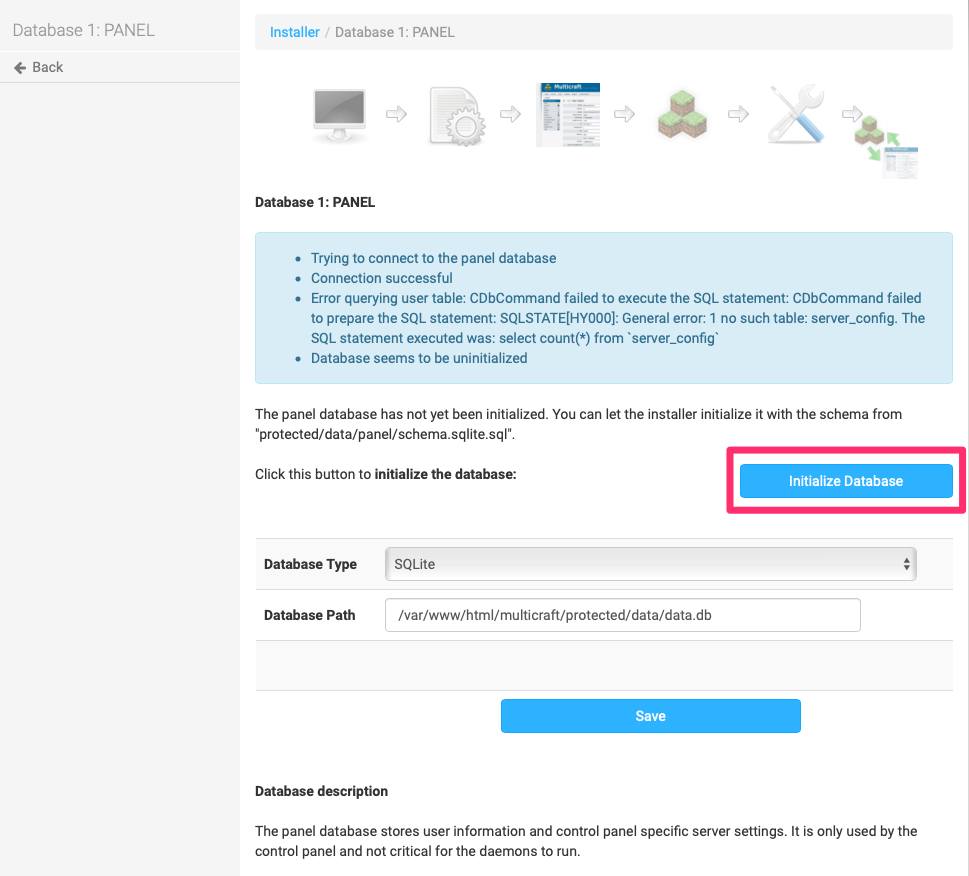 Database 1: PANEL
Back
Installer / Database 1: PANEL
Multicraft
Database 1: PANEL
Trying to connect to the panel database
Connection successful
Error querying user table: CDbCommand failed to execute the SQL statement: CDbCommand failed
to prepare the SQL statement: SQLSTATE[HY000]: General error: 1 no such table: server_config. The
SQL statement executed was: select count(*) from `server_config`
Database seems to be uninitialized
The panel database has not yet been initialized. You can let the installer initialize it with the schema from
"protected/data/panel/schema.sqlite.sql".
Click this button to initialize the database:
Initialize Database
Database Type
SQLite
Database Path
/var/www/html/multicraft/protected/data/data.db
Save
Database description
The panel database stores user information and control panel specific server settings. It is only used by the
control panel and not critical for the daemons to run.